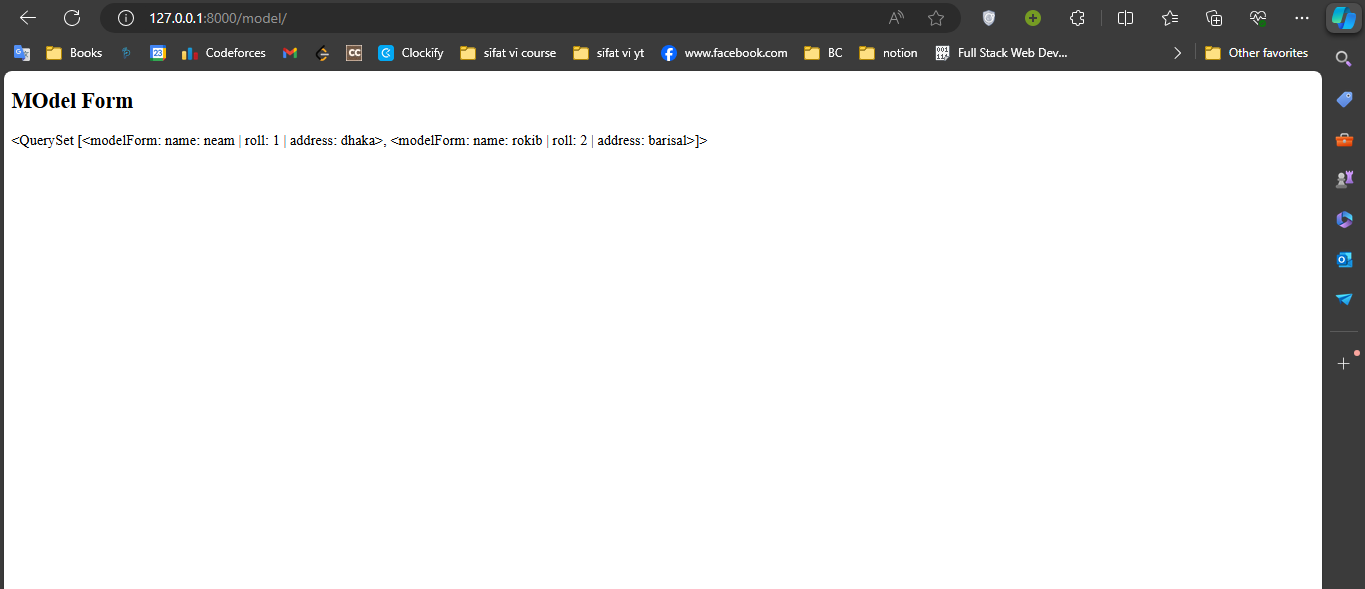 127.0.0.1:8000/model/
Books 23 Codeforces CC Clockify sifat vi course sifat vi yt www.facebook.com BC notion Full Stack Web Dev... Other favorites
MOdel Form
<QuerySet [<modelForm: name: neam | roll: 1 | address: dhaka>, <modelForm: name: rokib | roll: 2 | address: barisal>]>